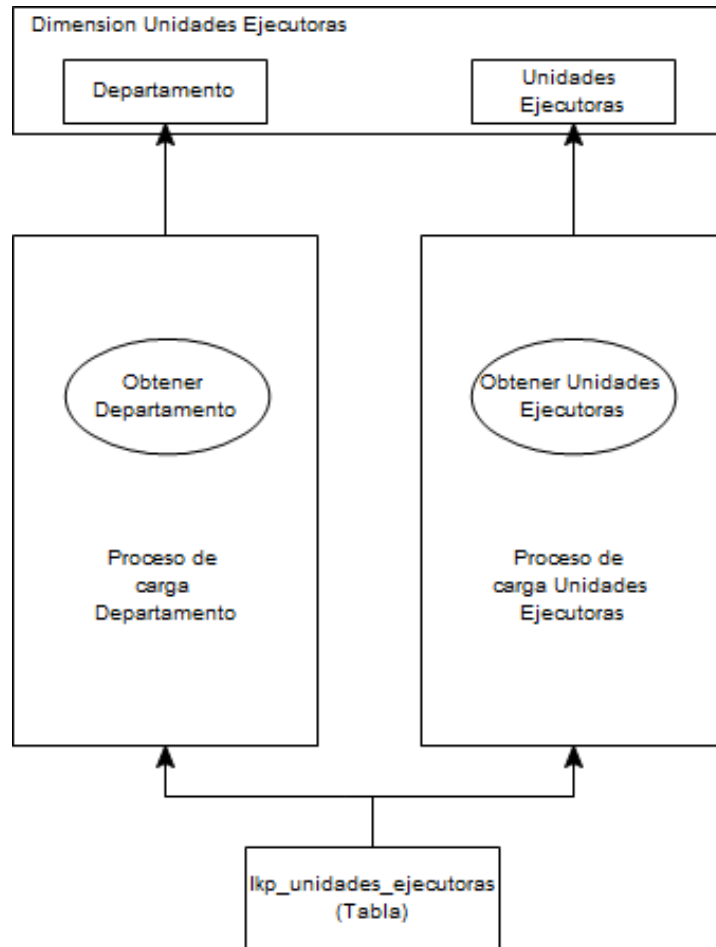 Dimension Unidades Ejecutoras
Departamento
Unidades
Ejecutoras
Obtener
Departamento
Obtener Unidades
Ejecutoras
Proceso de
carga
Departamento
Proceso de
carga Unidades
Ejecutoras
lkp_unidades_ejecutoras
(Tabla)